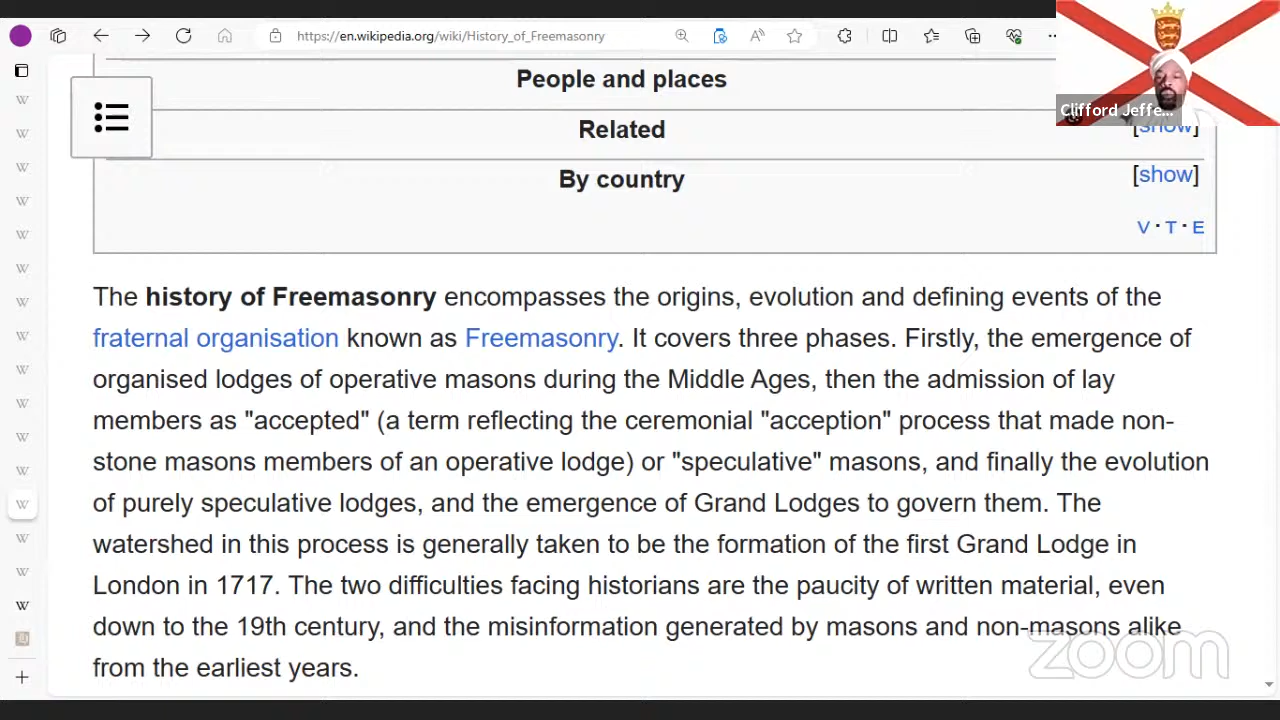 https://en.wikipedia.org/wiki/History_of_Freemasonry
Clifford Jeffe...
People and places
Related [show]
By country [show]
V · T · E
The history of Freemasonry encompasses the origins, evolution and defining events of the
fraternal organisation known as Freemasonry. It covers three phases. Firstly, the emergence of
organised lodges of operative masons during the Middle Ages, then the admission of lay
members as "accepted" (a term reflecting the ceremonial "acception" process that made non-
stone masons members of an operative lodge) or "speculative" masons, and finally the evolution
of purely speculative lodges, and the emergence of Grand Lodges to govern them. The
watershed in this process is generally taken to be the formation of the first Grand Lodge in
London in 1717. The two difficulties facing historians are the paucity of written material, even
down to the 19th century, and the misinformation generated by masons and non-masons alike
from the earliest years.
zoom